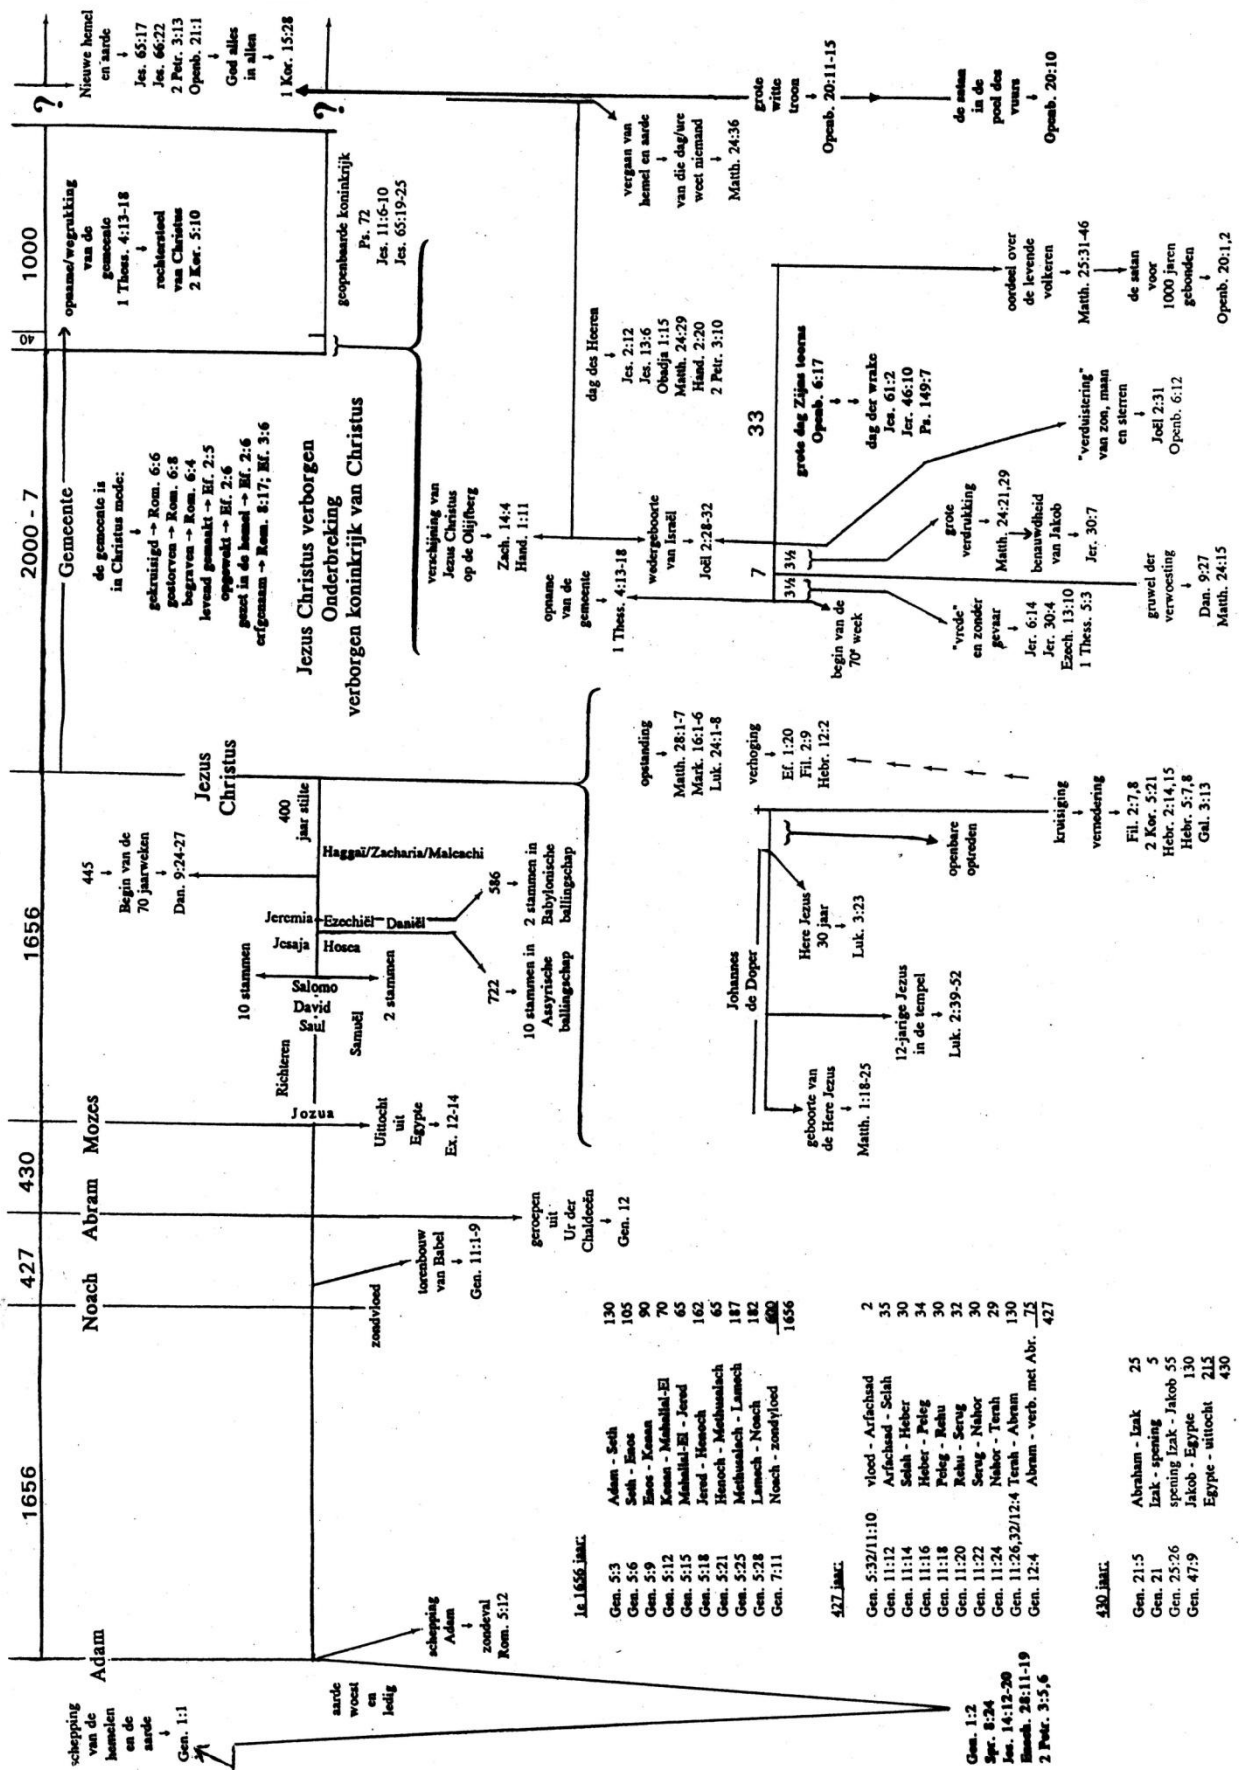 1656
427
430
1656
2000 - 7
40
1000
schepping
van de
hemelen
en de
aarde
Gen. 1:1
Adam
Noach
Abram
Mozes
Jezus
Christus
Gemeente
445
Begin van de
70 jaarweken
Dan. 9:24-27
de gemeente is
in Christus mede:
gekruisigd → Rom. 6:6
gestorven → Rom. 6:8
begraven → Rom. 6:4
levend gemaakt → Ef. 2:5
opgewekt → Ef. 2:6
gezet in de hemel → Ef. 2:6
erfgenaam → Rom. 8:17; Ef. 3:6
Jezus Christus verborgen
Onderbreking
verborgen koninkrijk van Christus
opname/wegrukking
van de
gemeente
1 Thess. 4:13-18
rechterstoel
van Christus
2 Kor. 5:10
?
Nieuwe hemel
en aarde
Jes. 65:17
Jes. 66:22
2 Petr. 3:13
Openb. 21:1
God alles
in allen
1 Kor. 15:28
?
geopenbaarde koninkrijk
Ps. 72
Jes. 11:6-10
Jes. 65:19-25
aarde
woest
en
ledig
Gen. 1:2
Spr. 8:24
Jes. 14:12-20
Ezech. 28:11-19
2 Petr. 3:5,6
schepping
Adam
zondeval
Rom. 5:12
zondvloed
torenbouw
van Babel
Gen. 11:1-9
geroepen
uit
Ur der
Chaldeeën
Gen. 12
Jozua
Uittocht
uit
Egypte
Ex. 12-14
Richteren
Samuël
Saul
David
Salomo
10 stammen
2 stammen
Jesaja
Hosea
Jeremia
Ezechiël
Daniël
Haggaï/Zacharia/Maleachi
400
jaar stilte
722
10 stammen in
Assyrische
ballingschap
586
2 stammen in
Babylonische
ballingschap
Johannes
de Doper
geboorte van
de Here Jezus
Matth. 1:18-25
12-jarige Jezus
in de tempel
Luk. 2:39-52
Here Jezus
30 jaar
Luk. 3:23
openbare
optreden
kruisiging
vernedering
Fil. 2:7,8
2 Kor. 5:21
Hebr. 2:14,15
Hebr. 5:7,8
Gal. 3:13
opstanding
Matth. 28:1-7
Mark. 16:1-6
Luk. 24:1-8
verhoging
Ef. 1:20
Fil. 2:9
Hebr. 12:2
verschijning van
Jezus Christus
op de Olijfberg
Zach. 14:4
Hand. 1:11
opname
van de
gemeente
1 Thess. 4:13-18
wedergeboorte
van Israël
Joël 2:28-32
dag des Heeren
Jes. 2:12
Jes. 13:6
Obadja 1:15
Matth. 24:29
Hand. 2:20
2 Petr. 3:10
vergaan van
hemel en aarde
van die dag/ure
weet niemand
Matth. 24:36
grote
witte
troon
Openb. 20:11-15
de satan
in de
pool des
vuurs
Openb. 20:10
7
33
3½
3½
begin van de
70e week
"vrede"
en zonder
gevaar
Jer. 6:14
Jer. 30:4
Ezech. 13:10
1 Thess. 5:3
gruwel der
verwoesting
Dan. 9:27
Matth. 24:15
grote
verdrukking
Matth. 24:21,29
benauwdheid
van Jakob
Jer. 30:7
grote dag Zijns toorns
Openb. 6:17
dag der wrake
Jes. 61:2
Jer. 46:10
Ps. 149:7
"verduistering"
van zon, maan
en sterren
Joël 2:31
Openb. 6:12
oordeel over
de levende
volkeren
Matth. 25:31-46
de satan
voor
1000 jaren
gebonden
Openb. 20:1,2
1e 1656 jaar:
Gen. 5:3 Adam - Seth 130
Gen. 5:6 Seth - Enos 105
Gen. 5:9 Enos - Kenan 90
Gen. 5:12 Kenan - Mahallal-El 70
Gen. 5:15 Mahallal-El - Jered 65
Gen. 5:18 Jered - Henoch 162
Gen. 5:21 Henoch - Methusalach 65
Gen. 5:25 Methusalach - Lamech 187
Gen. 5:28 Lamech - Noach 182
Gen. 7:11 Noach - zondvloed 600
1656
427 jaar:
Gen. 5:32/11:10 vloed - Arfachsad 2
Gen. 11:12 Arfachsad - Selah 35
Gen. 11:14 Selah - Heber 30
Gen. 11:16 Heber - Peleg 34
Gen. 11:18 Peleg - Rehu 30
Gen. 11:20 Rehu - Serug 32
Gen. 11:22 Serug - Nahor 30
Gen. 11:24 Nahor - Terah 29
Gen. 11:26,32/12:4 Terah - Abram 130
Gen. 12:4 Abram - verb. met Abr. 75
427
430 jaar:
Gen. 21:5 Abraham - Izak 25
Gen. 21 Izak - spening 5
Gen. 25:26 spening Izak - Jakob 55
Gen. 47:9 Jakob - Egypte 130
Egypte - uittocht 215
430